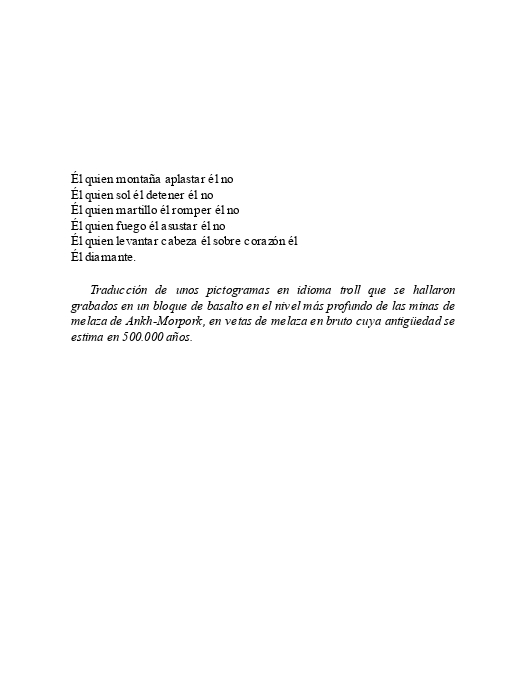 Él quien montaña aplastar él no
Él quien sol él detener él no
Él quien martillo él romper él no
Él quien fuego él asustar él no
Él quien levantar cabeza él sobre corazón él
Él diamante.
Traducción de unos pictogramas en idioma troll que se hallaron
grabados en un bloque de basalto en el nivel más profundo de las minas de
melaza de Ankh-Morpork, en vetas de melaza en bruto cuya antigüedad se
estima en 500.000 años.